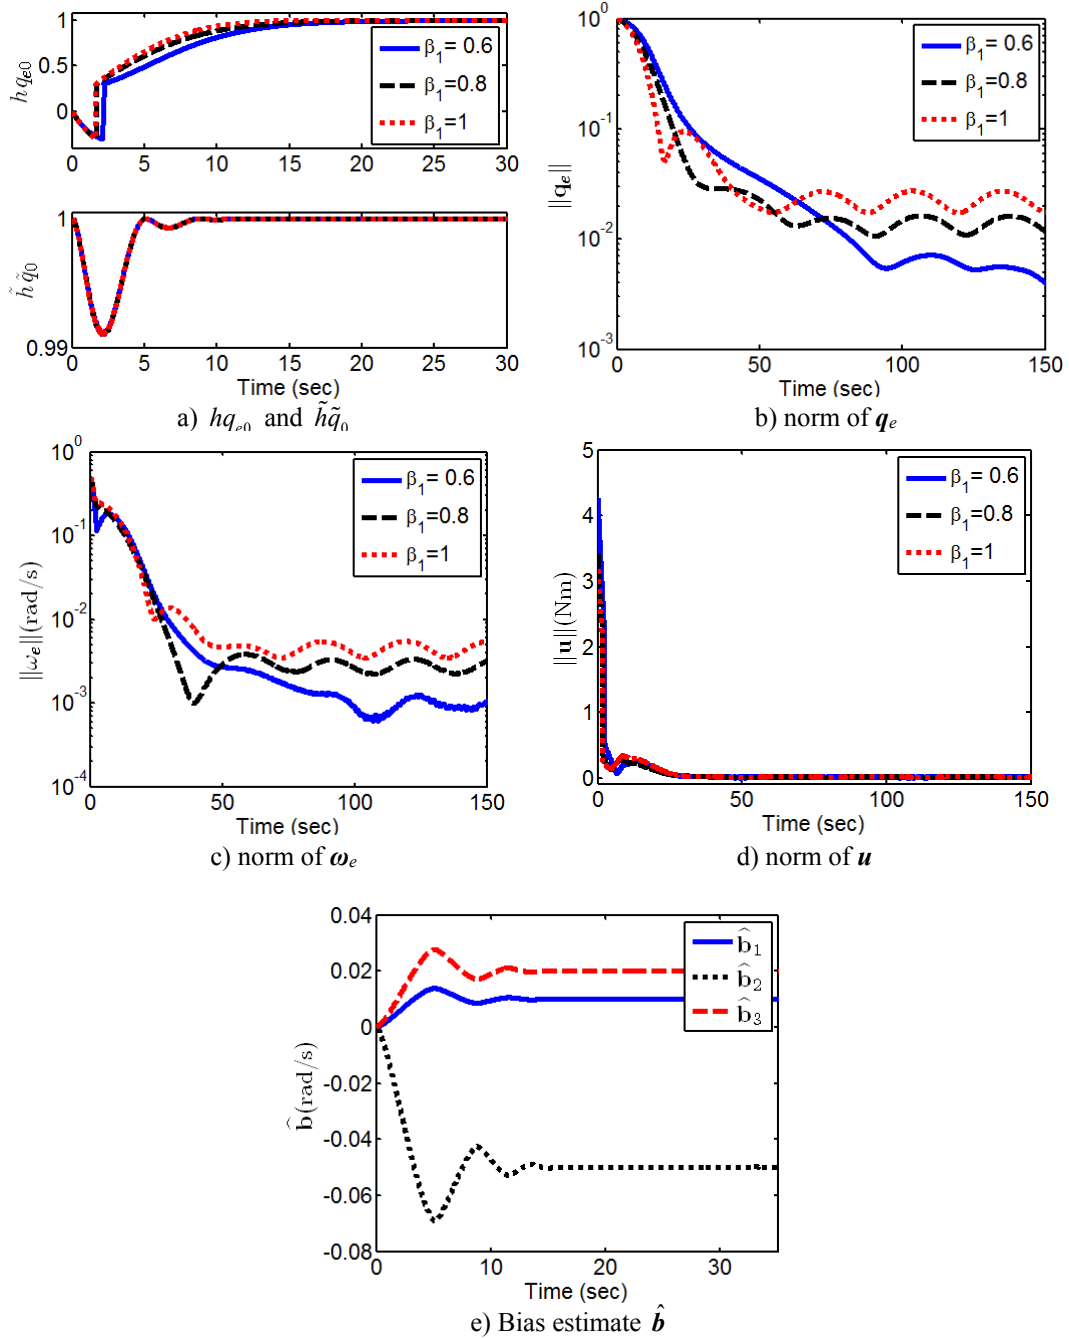 1
0.5
0
h q_e0
β₁= 0.6
β₁=0.8
β₁=1
0 5 10 15 20 25 30
1
0.99
h̃ q̃₀
0 5 10 15 20 25 30
Time (sec)
a) hq_e0 and h̃q̃₀
10⁰
10⁻¹
10⁻²
10⁻³
||q_e||
β₁= 0.6
β₁=0.8
β₁=1
0 50 100 150
Time (sec)
b) norm of q_e
10⁰
10⁻¹
10⁻²
10⁻³
10⁻⁴
||ω_e||(rad/s)
β₁= 0.6
β₁=0.8
β₁=1
0 50 100 150
Time (sec)
c) norm of ω_e
5
4
3
2
1
0
||u||(Nm)
β₁= 0.6
β₁=0.8
β₁=1
0 50 100 150
Time (sec)
d) norm of u
0.04
0.02
0
-0.02
-0.04
-0.06
-0.08
b̂(rad/s)
b̂₁
b̂₂
b̂₃
0 10 20 30
Time (sec)
e) Bias estimate b̂